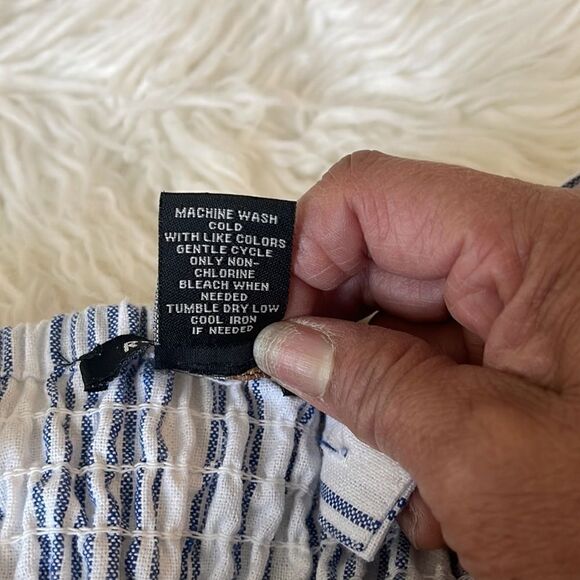 MACHINE WASH
COLD
WITH LIKE COLORS
GENTLE CYCLE
ONLY NON-
CHLORINE
BLEACH WHEN
NEEDED
TUMBLE DRY LOW
COOL IRON
IF NEEDED